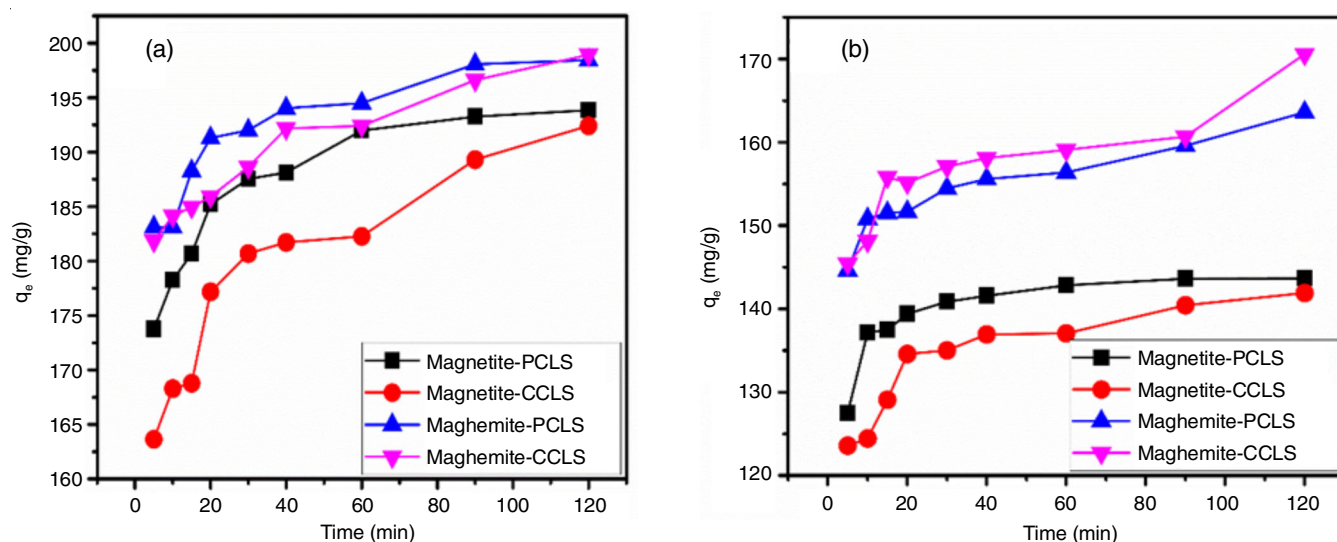 (a)
200
195
190
185
180
175
170
165
160
qe (mg/g)
0 20 40 60 80 100 120
Time (min)
Magnetite-PCLS
Magnetite-CCLS
Maghemite-PCLS
Maghemite-CCLS
(b)
170
160
150
140
130
120
qe (mg/g)
0 20 40 60 80 100 120
Time (min)
Magnetite-PCLS
Magnetite-CCLS
Maghemite-PCLS
Maghemite-CCLS